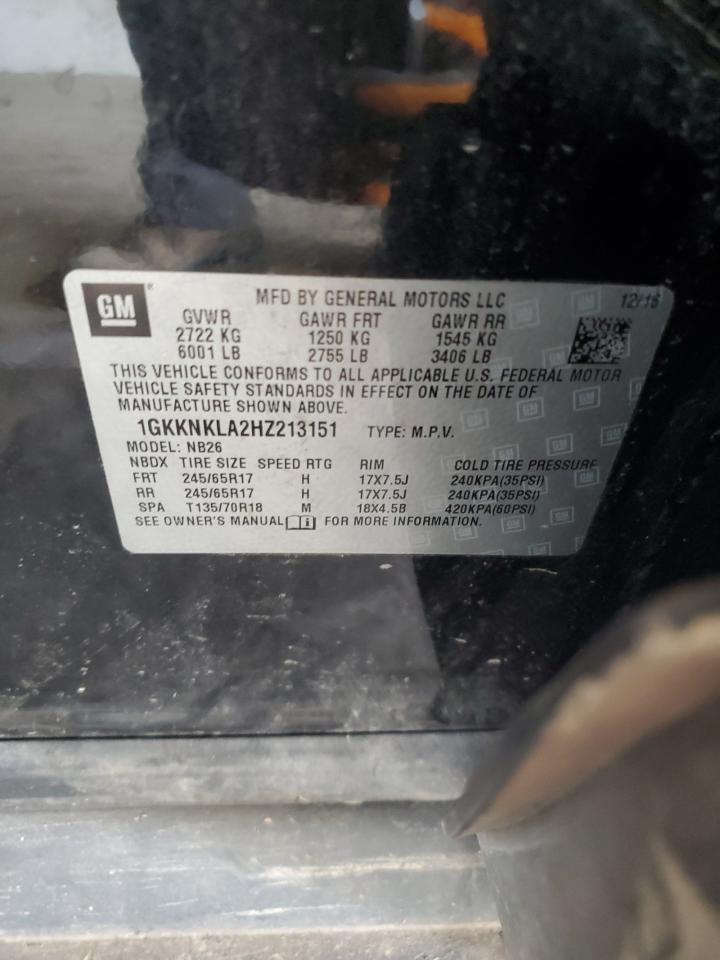 GM
MFD BY GENERAL MOTORS LLC 12/16
GVWR GAWR FRT GAWR RR
2722 KG 1250 KG 1545 KG
6001 LB 2755 LB 3406 LB
THIS VEHICLE CONFORMS TO ALL APPLICABLE U.S. FEDERAL MOTOR
VEHICLE SAFETY STANDARDS IN EFFECT ON THE DATE OF
MANUFACTURE SHOWN ABOVE.
1GKKNKLA2HZ213151 TYPE: M.P.V.
MODEL: NB26
NBDX TIRE SIZE SPEED RTG RIM COLD TIRE PRESSURE
FRT 245/65R17 H 17X7.5J 240KPA(35PSI)
RR 245/65R17 H 17X7.5J 240KPA(35PSI)
SPA T135/70R18 M 18X4.5B 420KPA(60PSI)
SEE OWNER'S MANUAL i FOR MORE INFORMATION.